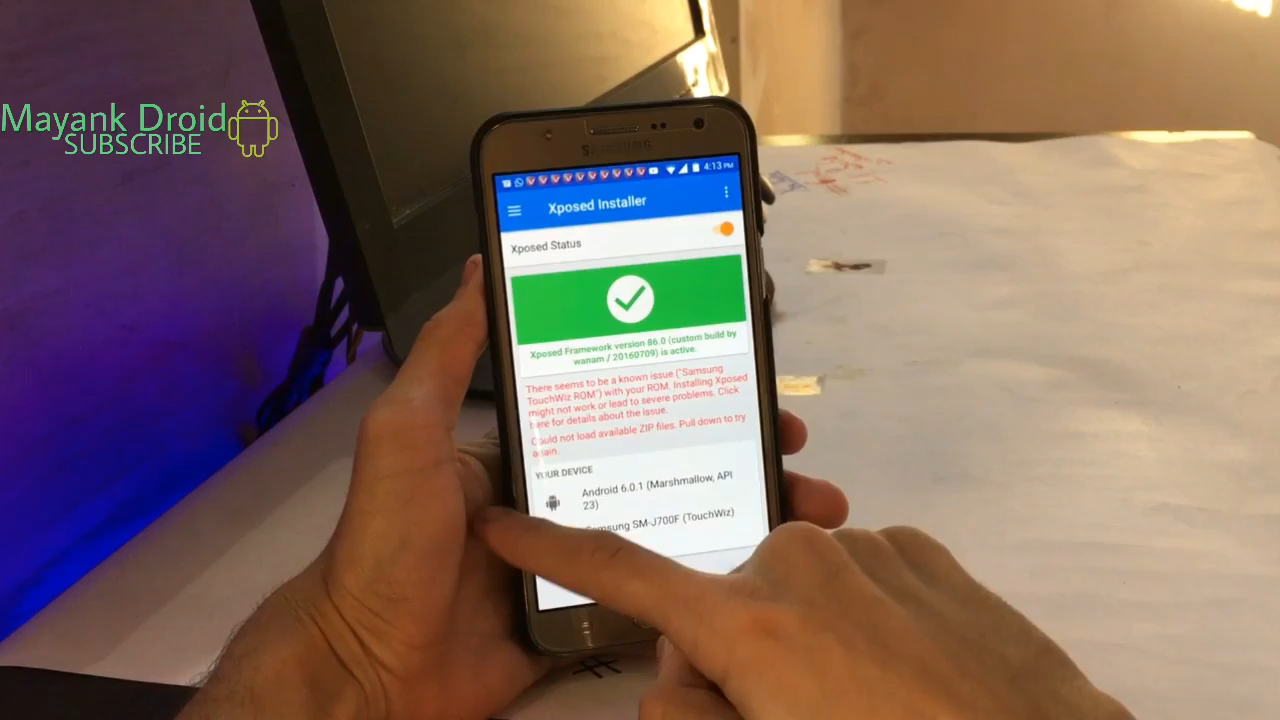 Mayank Droid
SUBSCRIBE
SAMSUNG
4:13 PM
Xposed Installer
Xposed Status
Xposed Framework version 86.0 (custom build by
wanam / 20160709) is active.
There seems to be a known issue ("Samsung
TouchWiz ROM") with your ROM. Installing Xposed
might not work or lead to severe problems. Click
here for details about the issue.
Could not load available ZIP files. Pull down to try
again.
YOUR DEVICE
Android 6.0.1 (Marshmallow, API
23)
Samsung SM-J700F (TouchWiz)